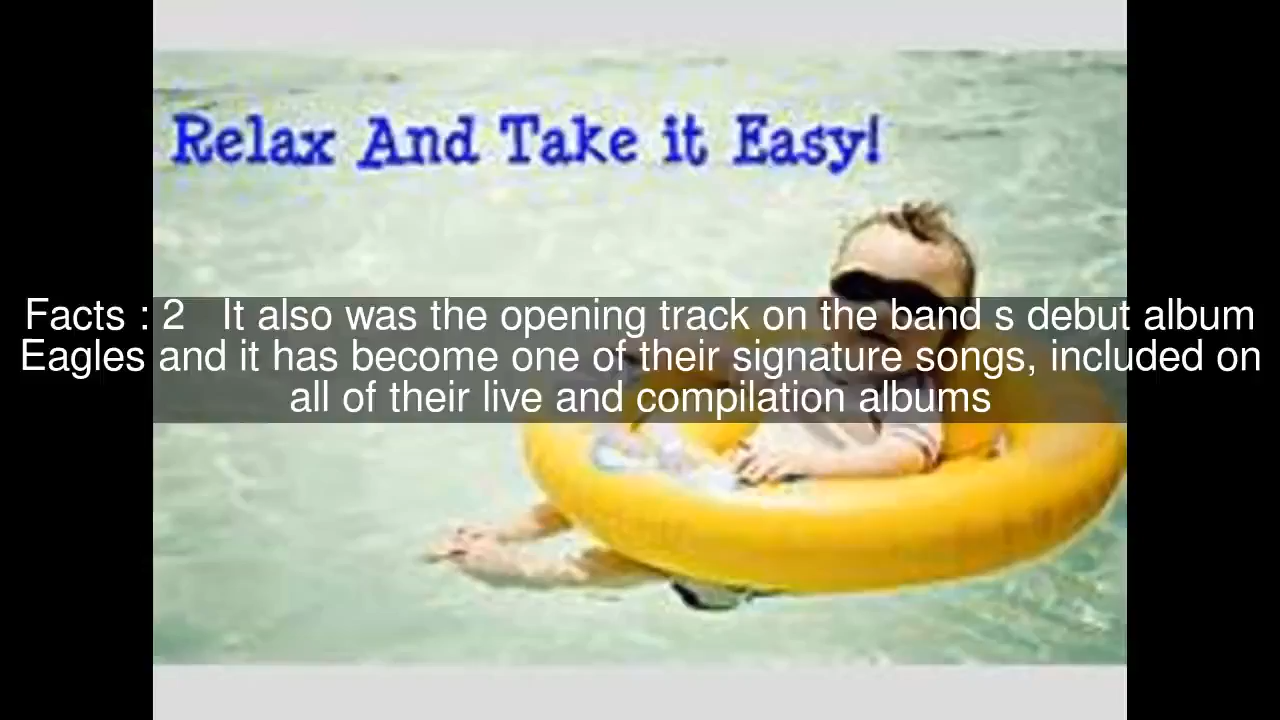 Relax And Take it Easy!
Facts : 2   It also was the opening track on the band s debut album
Eagles and it has become one of their signature songs, included on
all of their live and compilation albums